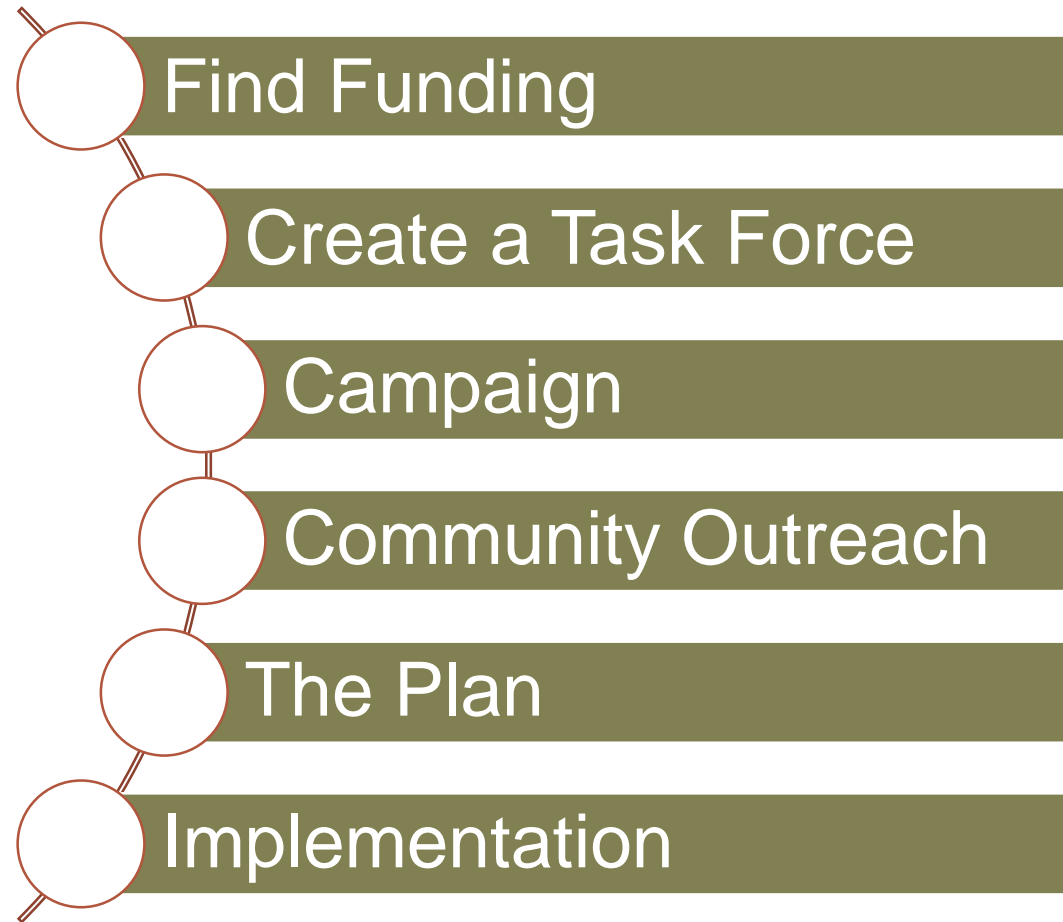 Find Funding
Create a Task Force
Campaign
Community Outreach
The Plan
Implementation